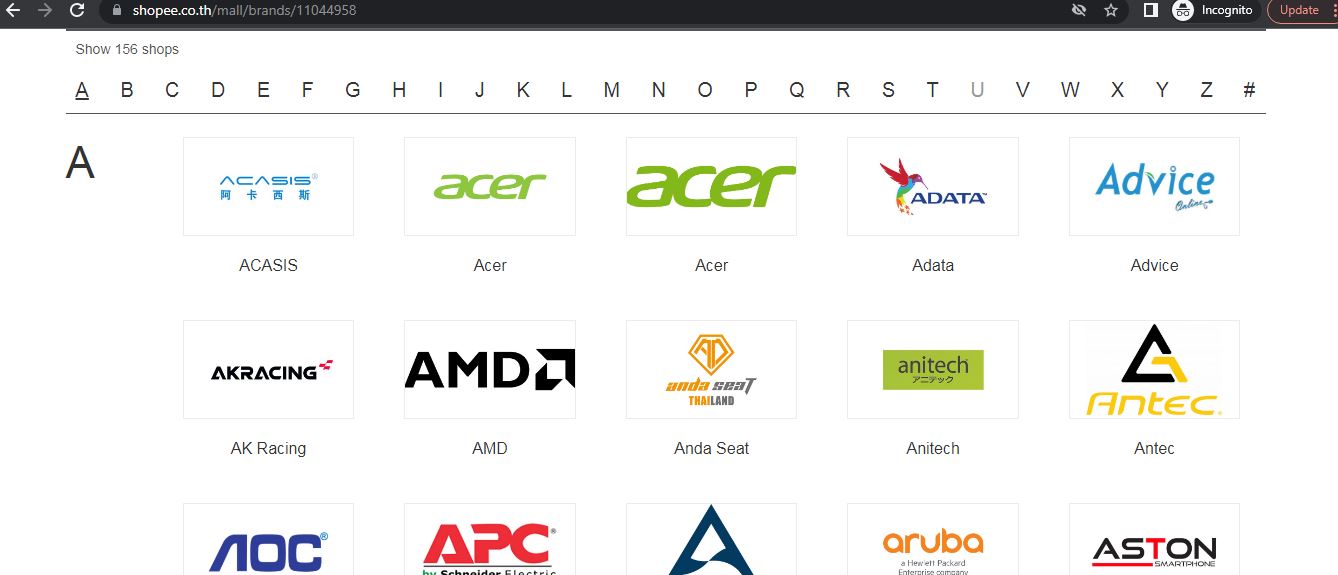 shopee.co.th/mall/brands/11044958
Incognito
Update
Show 156 shops
A B C D E F G H I J K L M N O P Q R S T U V W X Y Z #
A
ACASIS®
阿卡西斯
acer
acer
ADATA™
Advice
Online
ACASIS
Acer
Acer
Adata
Advice
AKRACING
AMD
anda seaT
THAILAND
anitech
アニテック
Antec
AK Racing
AMD
Anda Seat
Anitech
Antec
AOC®
APC®
by Schneider Electric
aruba
a Hewlett Packard
Enterprise company
ASTON
SMARTPHONE